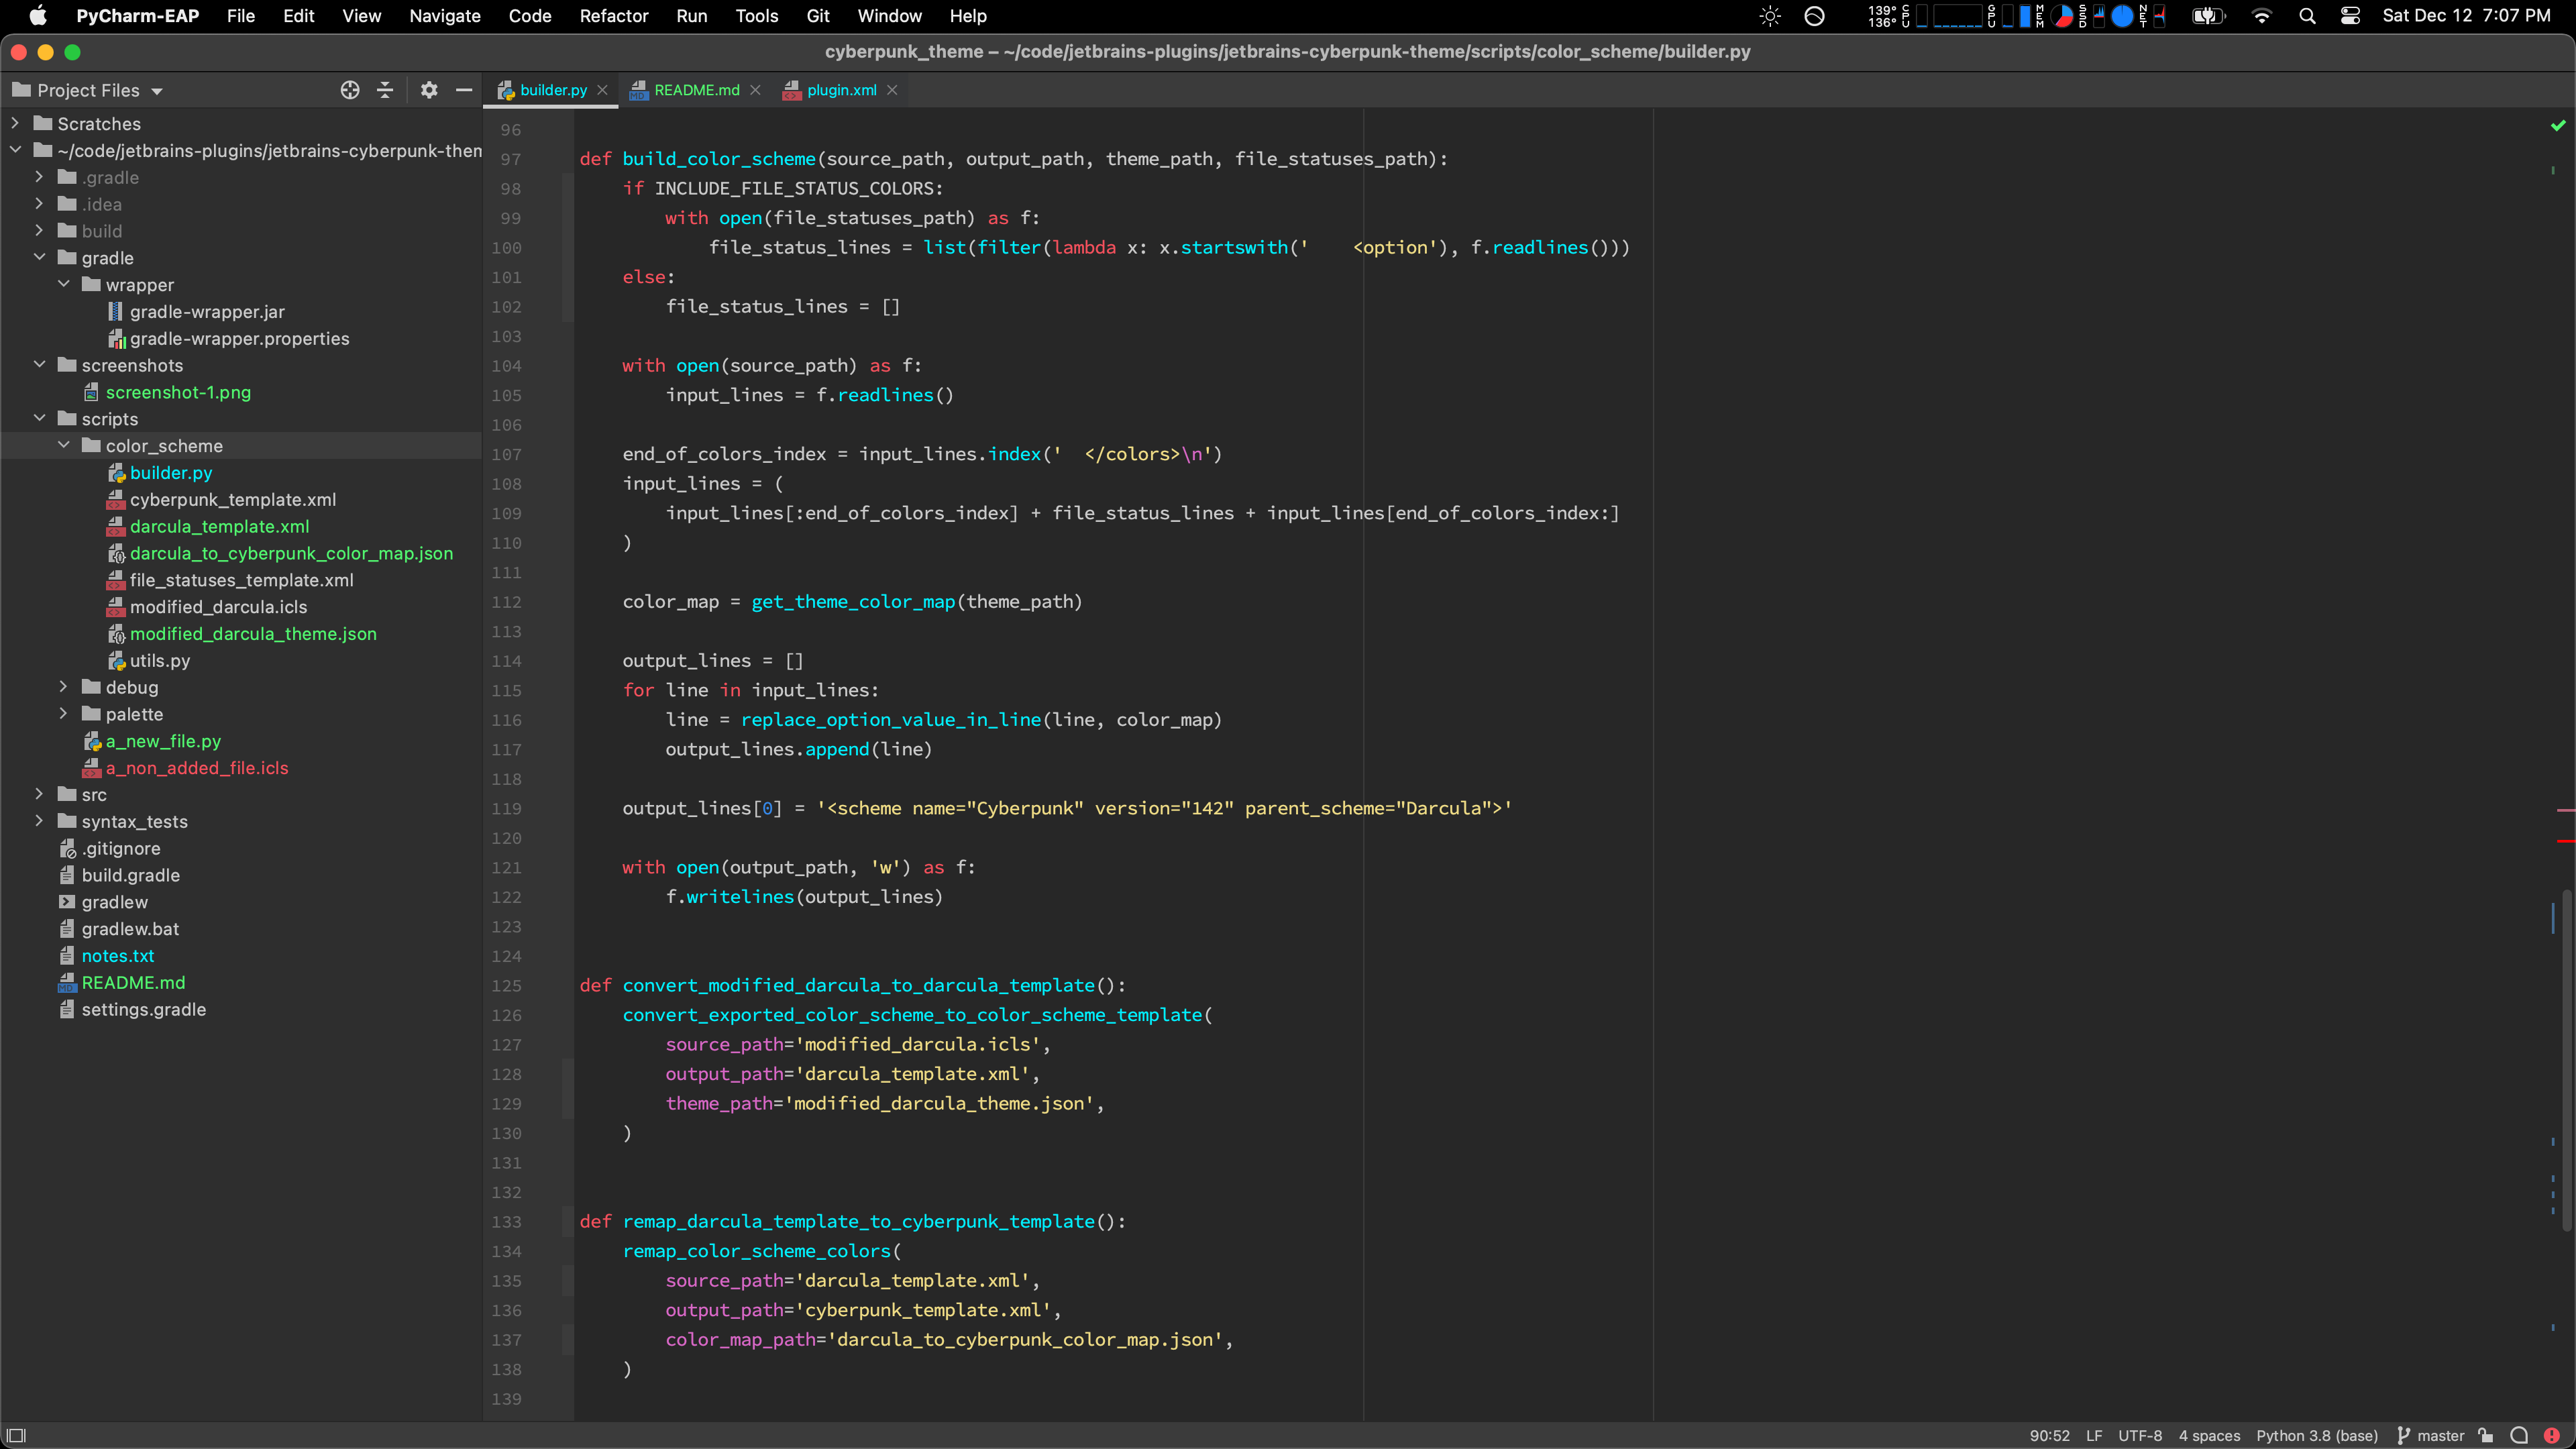 PyCharm-EAP File Edit View Navigate Code Refactor Run Tools Git Window Help 139° 136° CPU GPU MEM SSD NET Sat Dec 12 7:07 PM
cyberpunk_theme – ~/code/jetbrains-plugins/jetbrains-cyberpunk-theme/scripts/color_scheme/builder.py
Project Files
Scratches
~/code/jetbrains-plugins/jetbrains-cyberpunk-then
.gradle
.idea
build
gradle
wrapper
gradle-wrapper.jar
gradle-wrapper.properties
screenshots
screenshot-1.png
scripts
color_scheme
builder.py
cyberpunk_template.xml
darcula_template.xml
darcula_to_cyberpunk_color_map.json
file_statuses_template.xml
modified_darcula.icls
modified_darcula_theme.json
utils.py
debug
palette
a_new_file.py
a_non_added_file.icls
src
syntax_tests
.gitignore
build.gradle
gradlew
gradlew.bat
notes.txt
README.md
settings.gradle
builder.py README.md plugin.xml
96
97 def build_color_scheme(source_path, output_path, theme_path, file_statuses_path):
98     if INCLUDE_FILE_STATUS_COLORS:
99         with open(file_statuses_path) as f:
100             file_status_lines = list(filter(lambda x: x.startswith('    <option'), f.readlines()))
101     else:
102         file_status_lines = []
103
104     with open(source_path) as f:
105         input_lines = f.readlines()
106
107     end_of_colors_index = input_lines.index('  </colors>\n')
108     input_lines = (
109         input_lines[:end_of_colors_index] + file_status_lines + input_lines[end_of_colors_index:]
110     )
111
112     color_map = get_theme_color_map(theme_path)
113
114     output_lines = []
115     for line in input_lines:
116         line = replace_option_value_in_line(line, color_map)
117         output_lines.append(line)
118
119     output_lines[0] = '<scheme name="Cyberpunk" version="142" parent_scheme="Darcula">'
120
121     with open(output_path, 'w') as f:
122         f.writelines(output_lines)
123
124
125 def convert_modified_darcula_to_darcula_template():
126     convert_exported_color_scheme_to_color_scheme_template(
127         source_path='modified_darcula.icls',
128         output_path='darcula_template.xml',
129         theme_path='modified_darcula_theme.json',
130     )
131
132
133 def remap_darcula_template_to_cyberpunk_template():
134     remap_color_scheme_colors(
135         source_path='darcula_template.xml',
136         output_path='cyberpunk_template.xml',
137         color_map_path='darcula_to_cyberpunk_color_map.json',
138     )
139
90:52 LF UTF-8 4 spaces Python 3.8 (base) master